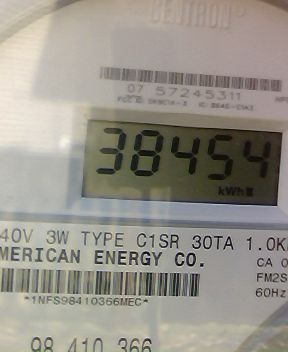 CENTRON®
07 57245311
38454
kWh
40V 3W TYPE C1SR 30TA 1.0K
MERICAN ENERGY CO.
CA 0
FM2S
60Hz
*1NFS98410366MEC*
98 410 366